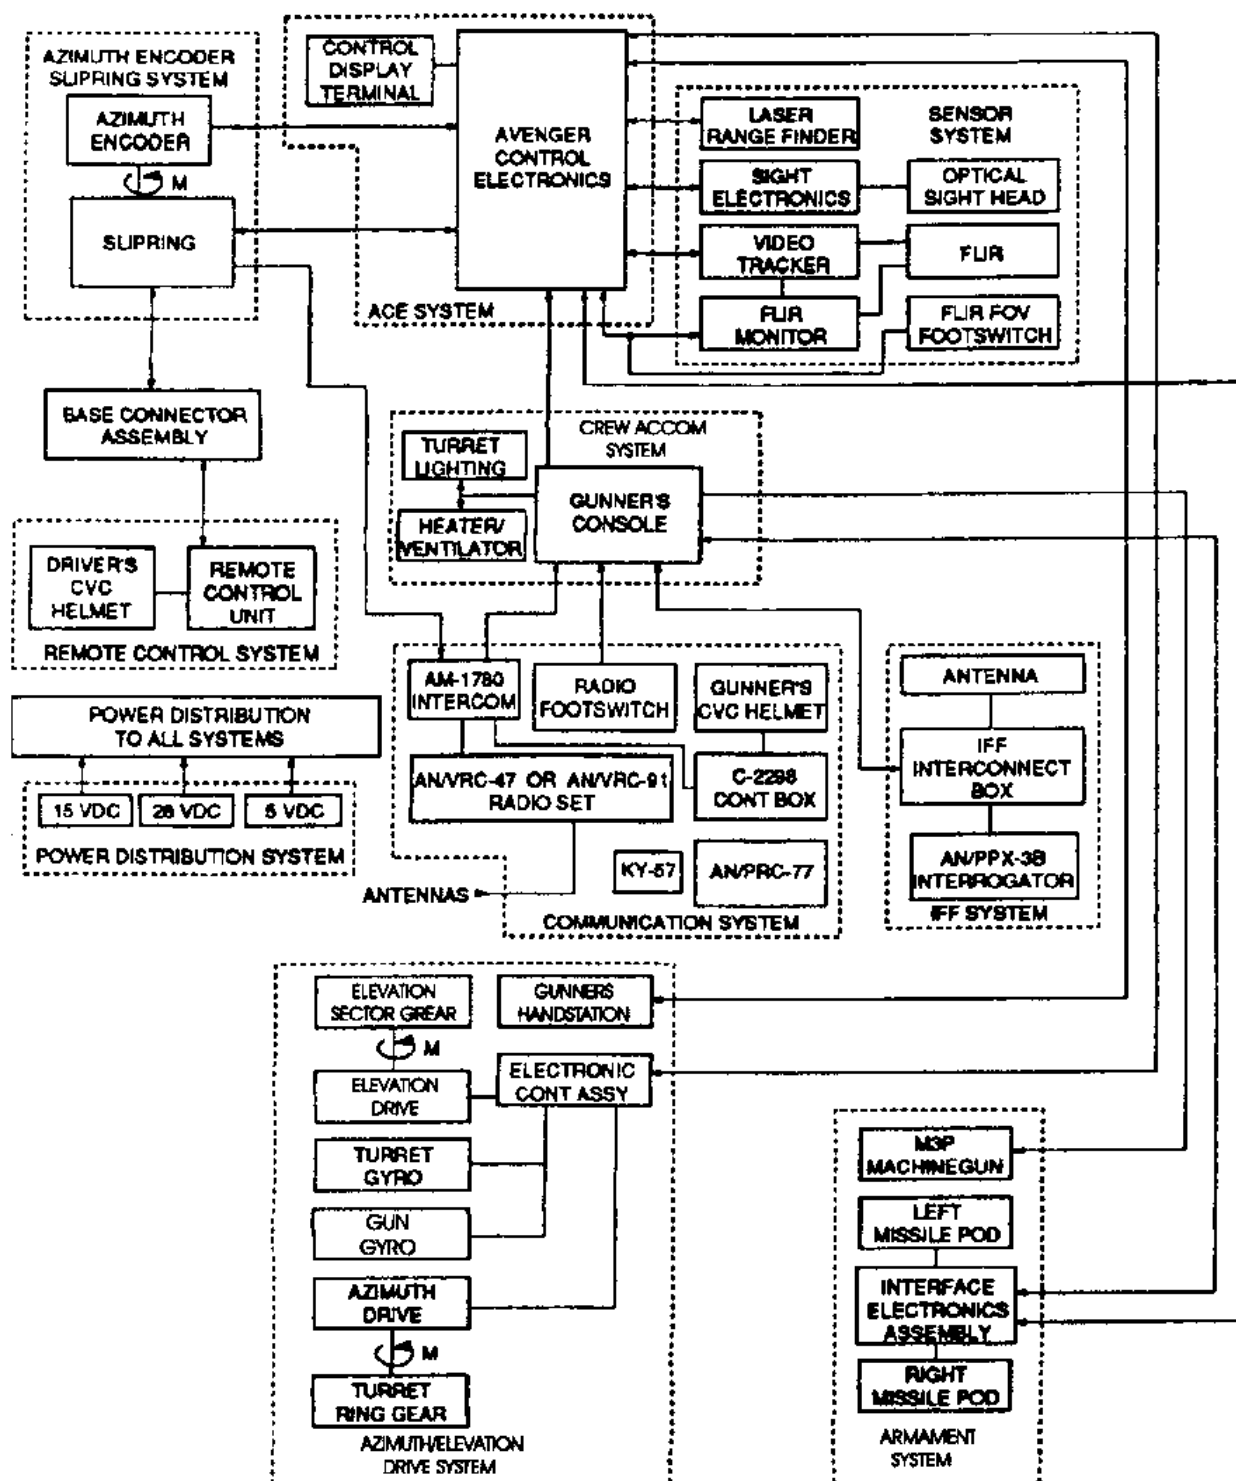 AZIMUTH ENCODER
SLIPRING SYSTEM
AZIMUTH
ENCODER
M
SLIPRING
CONTROL
DISPLAY
TERMINAL
AVENGER
CONTROL
ELECTRONICS
ACE SYSTEM
LASER
RANGE FINDER
SENSOR
SYSTEM
SIGHT
ELECTRONICS
OPTICAL
SIGHT HEAD
VIDEO
TRACKER
FLIR
FLIR
MONITOR
FLIR FOV
FOOTSWITCH
BASE CONNECTOR
ASSEMBLY
CREW ACCOM
SYSTEM
TURRET
LIGHTING
GUNNER'S
CONSOLE
HEATER/
VENTILATOR
DRIVER'S
CVC
HELMET
REMOTE
CONTROL
UNIT
REMOTE CONTROL SYSTEM
AM-1780
INTERCOM
RADIO
FOOTSWITCH
GUNNER'S
CVC HELMET
ANTENNA
POWER DISTRIBUTION
TO ALL SYSTEMS
AN/VRC-47 OR AN/VRC-91
RADIO SET
C-2298
CONT BOX
IFF
INTERCONNECT
BOX
15 VDC
28 VDC
5 VDC
POWER DISTRIBUTION SYSTEM
KY-57
AN/PRC-77
AN/PPX-3B
INTERROGATOR
ANTENNAS
COMMUNICATION SYSTEM
IFF SYSTEM
ELEVATION
SECTOR GREAR
GUNNERS
HANDSTATION
M
ELEVATION
DRIVE
ELECTRONIC
CONT ASSY
TURRET
GYRO
GUN
GYRO
AZIMUTH
DRIVE
M
TURRET
RING GEAR
AZIMUTH/ELEVATION
DRIVE SYSTEM
M3P
MACHINEGUN
LEFT
MISSILE POD
INTERFACE
ELECTRONICS
ASSEMBLY
RIGHT
MISSILE POD
ARMAMENT
SYSTEM